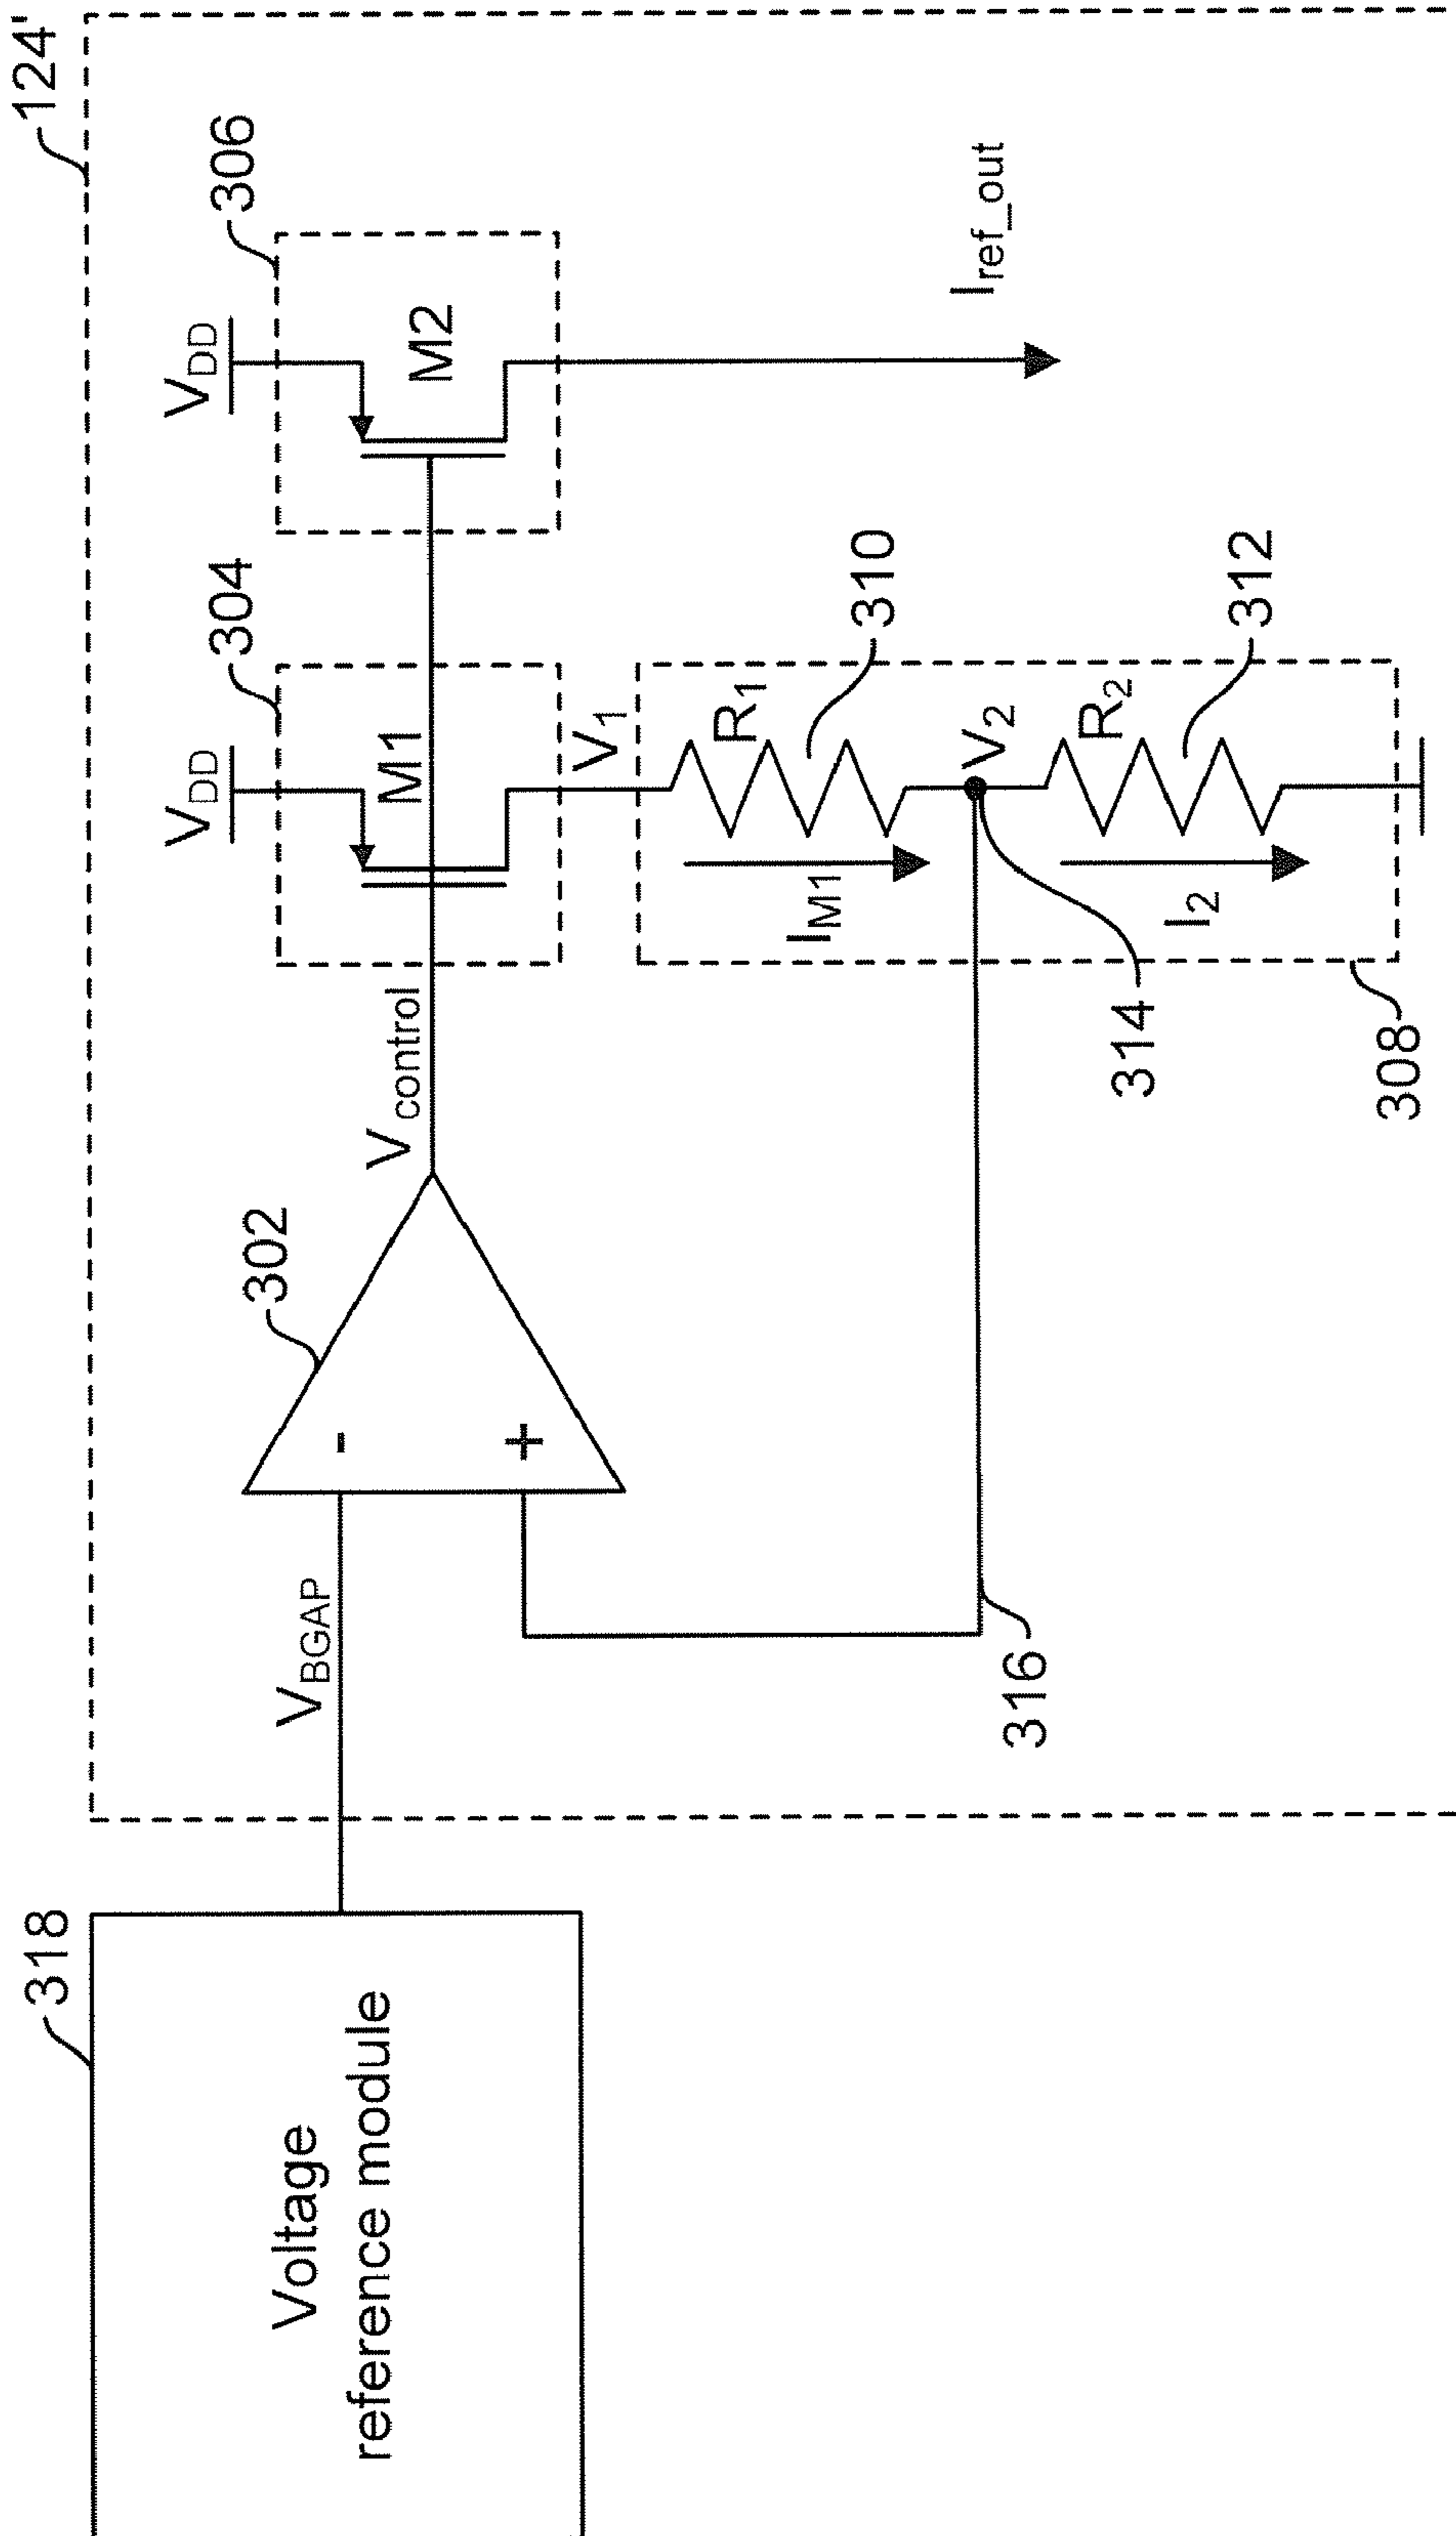 124'
318
Voltage
reference module
V_BGAP
302
-
+
V_control
304
V_DD
M1
306
V_DD
M2
I_ref_out
V_1
R_1
310
I_M1
V_2
314
R_2
312
I_2
308
316